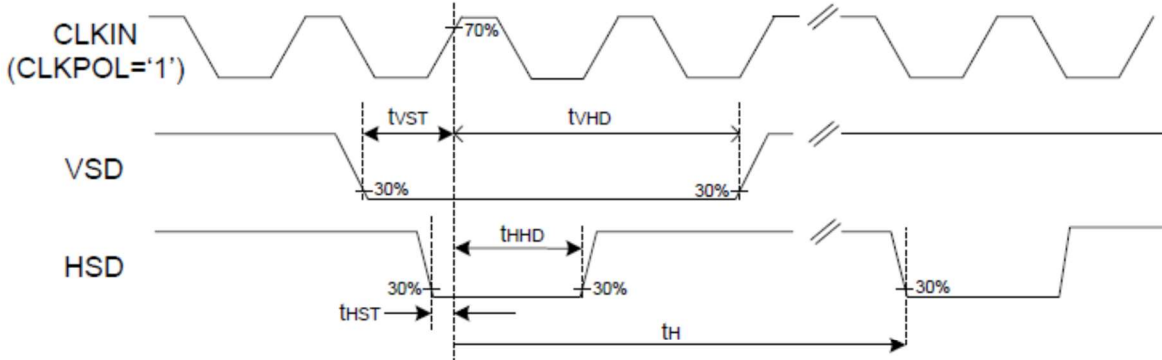 CLKIN
(CLKPOL=‘1’)
70%
tVST
tVHD
VSD
30%
30%
tHHD
HSD
30%
30%
30%
tHST
tH